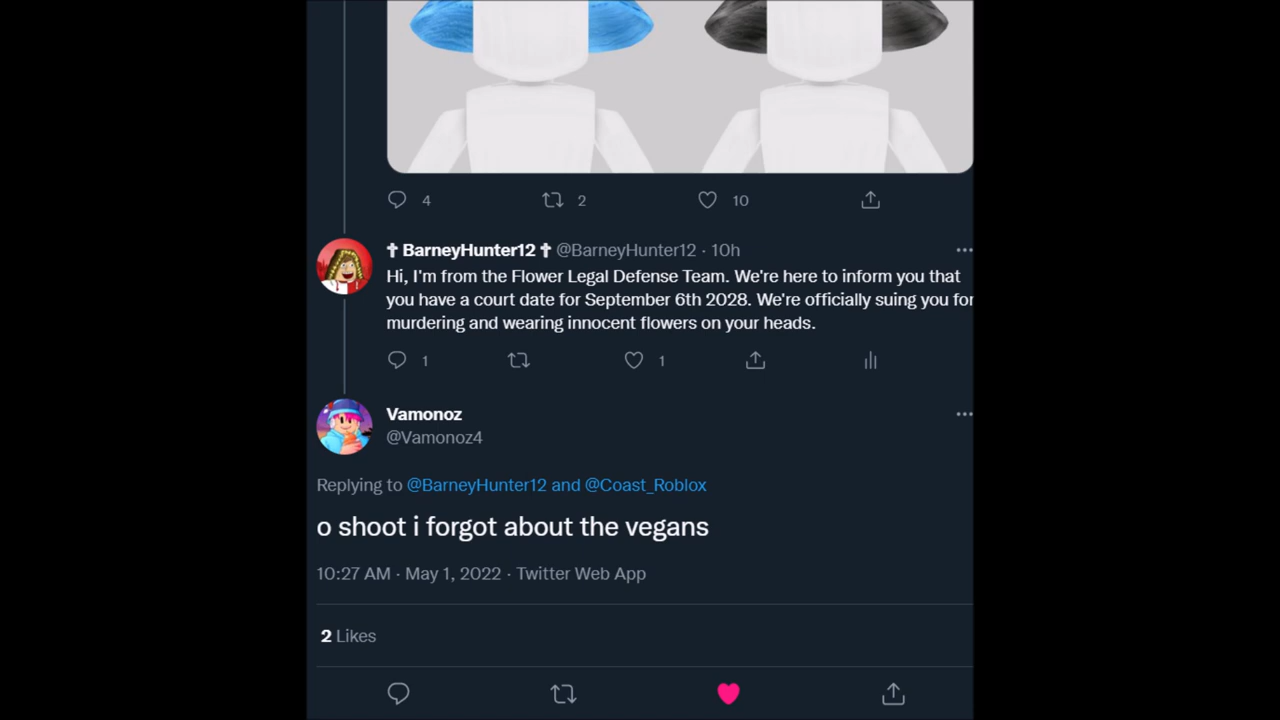 4 2 10
✝ BarneyHunter12 ✝ @BarneyHunter12 · 10h
Hi, I'm from the Flower Legal Defense Team. We're here to inform you that
you have a court date for September 6th 2028. We're officially suing you for
murdering and wearing innocent flowers on your heads.
1 1
Vamonoz
@Vamonoz4
Replying to @BarneyHunter12 and @Coast_Roblox
o shoot i forgot about the vegans
10:27 AM · May 1, 2022 · Twitter Web App
2 Likes